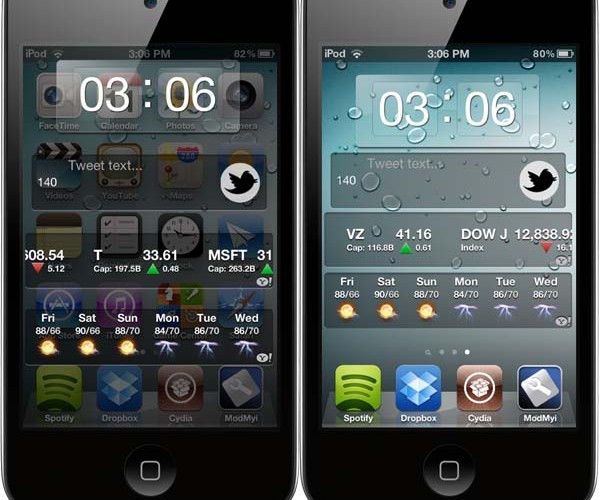 iPod 3:06 PM 82%
03:06
FaceTime Calendar Photos Camera
Tweet text...
140
Videos YouTube Maps
608.54 T 33.61 MSFT 31
5.12 Cap: 197.5B 0.48 Cap: 263.2B
Y!
Fri Sat Sun Mon Tue Wed
88/66 90/66 88/70 84/70 86/70 86/70
Y!
Spotify Dropbox Cydia ModMyi
iPod 3:06 PM 80%
03:06
Tweet text...
140
VZ 41.16 DOW J 12,838.9
Cap: 116.8B 0.61 Index 16.1
Y!
Fri Sat Sun Mon Tue Wed
88/66 90/66 88/70 84/70 86/70 86/70
Y!
Spotify Dropbox Cydia ModMyi